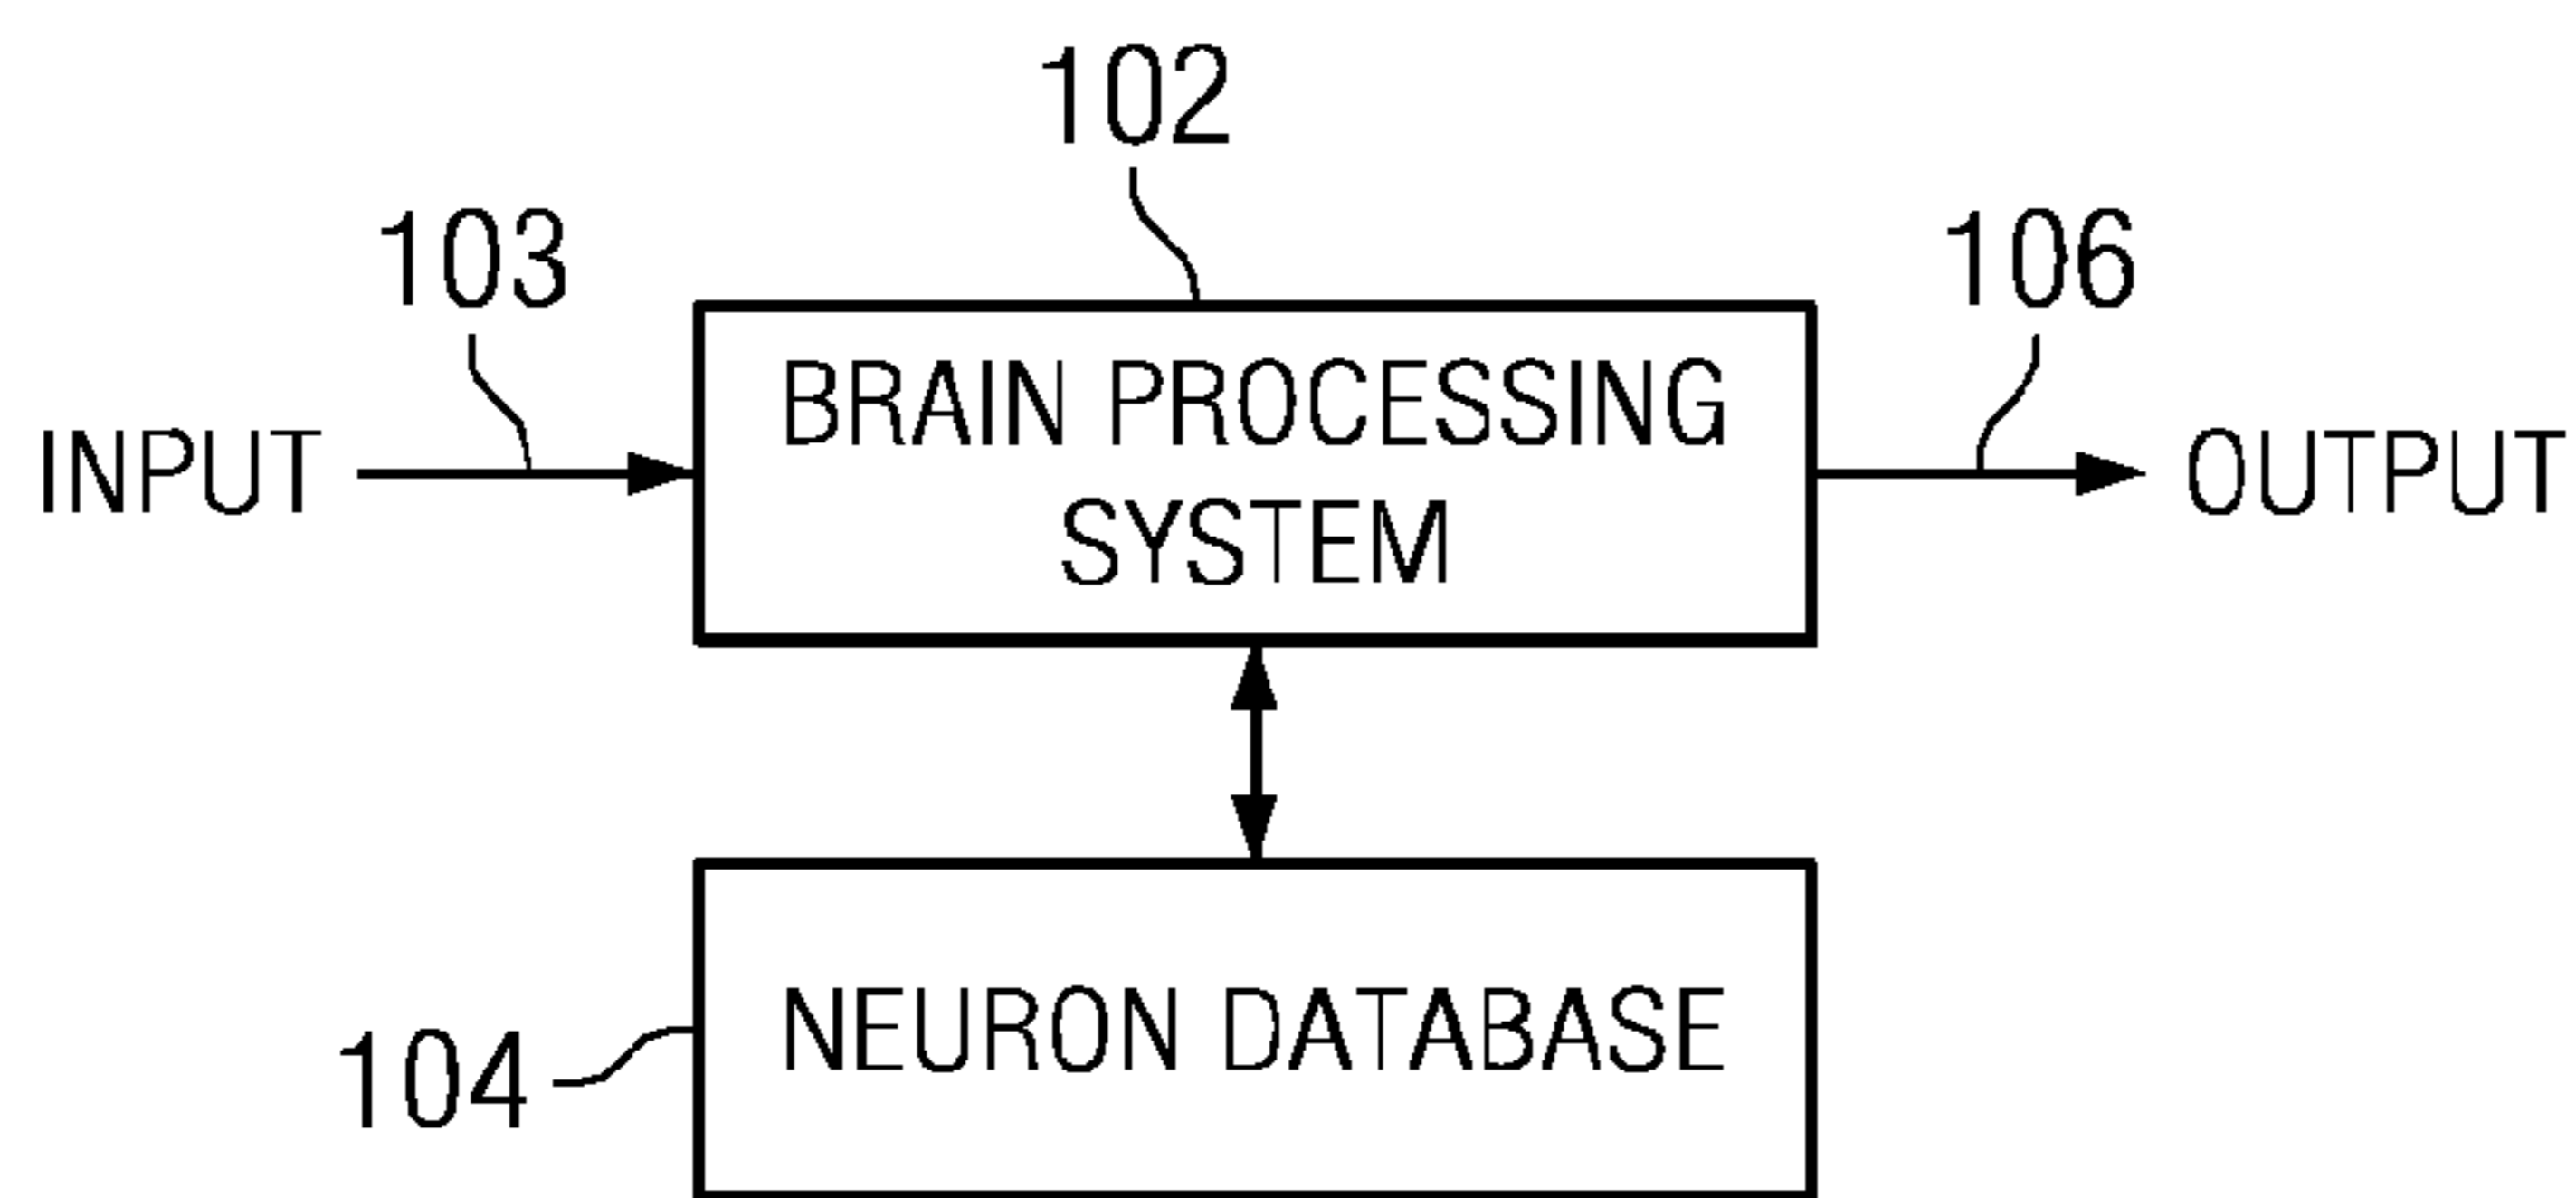 102
103
106
BRAIN PROCESSING
INPUT
OUTPUT
SYSTEM
NEURON DATABASE
104